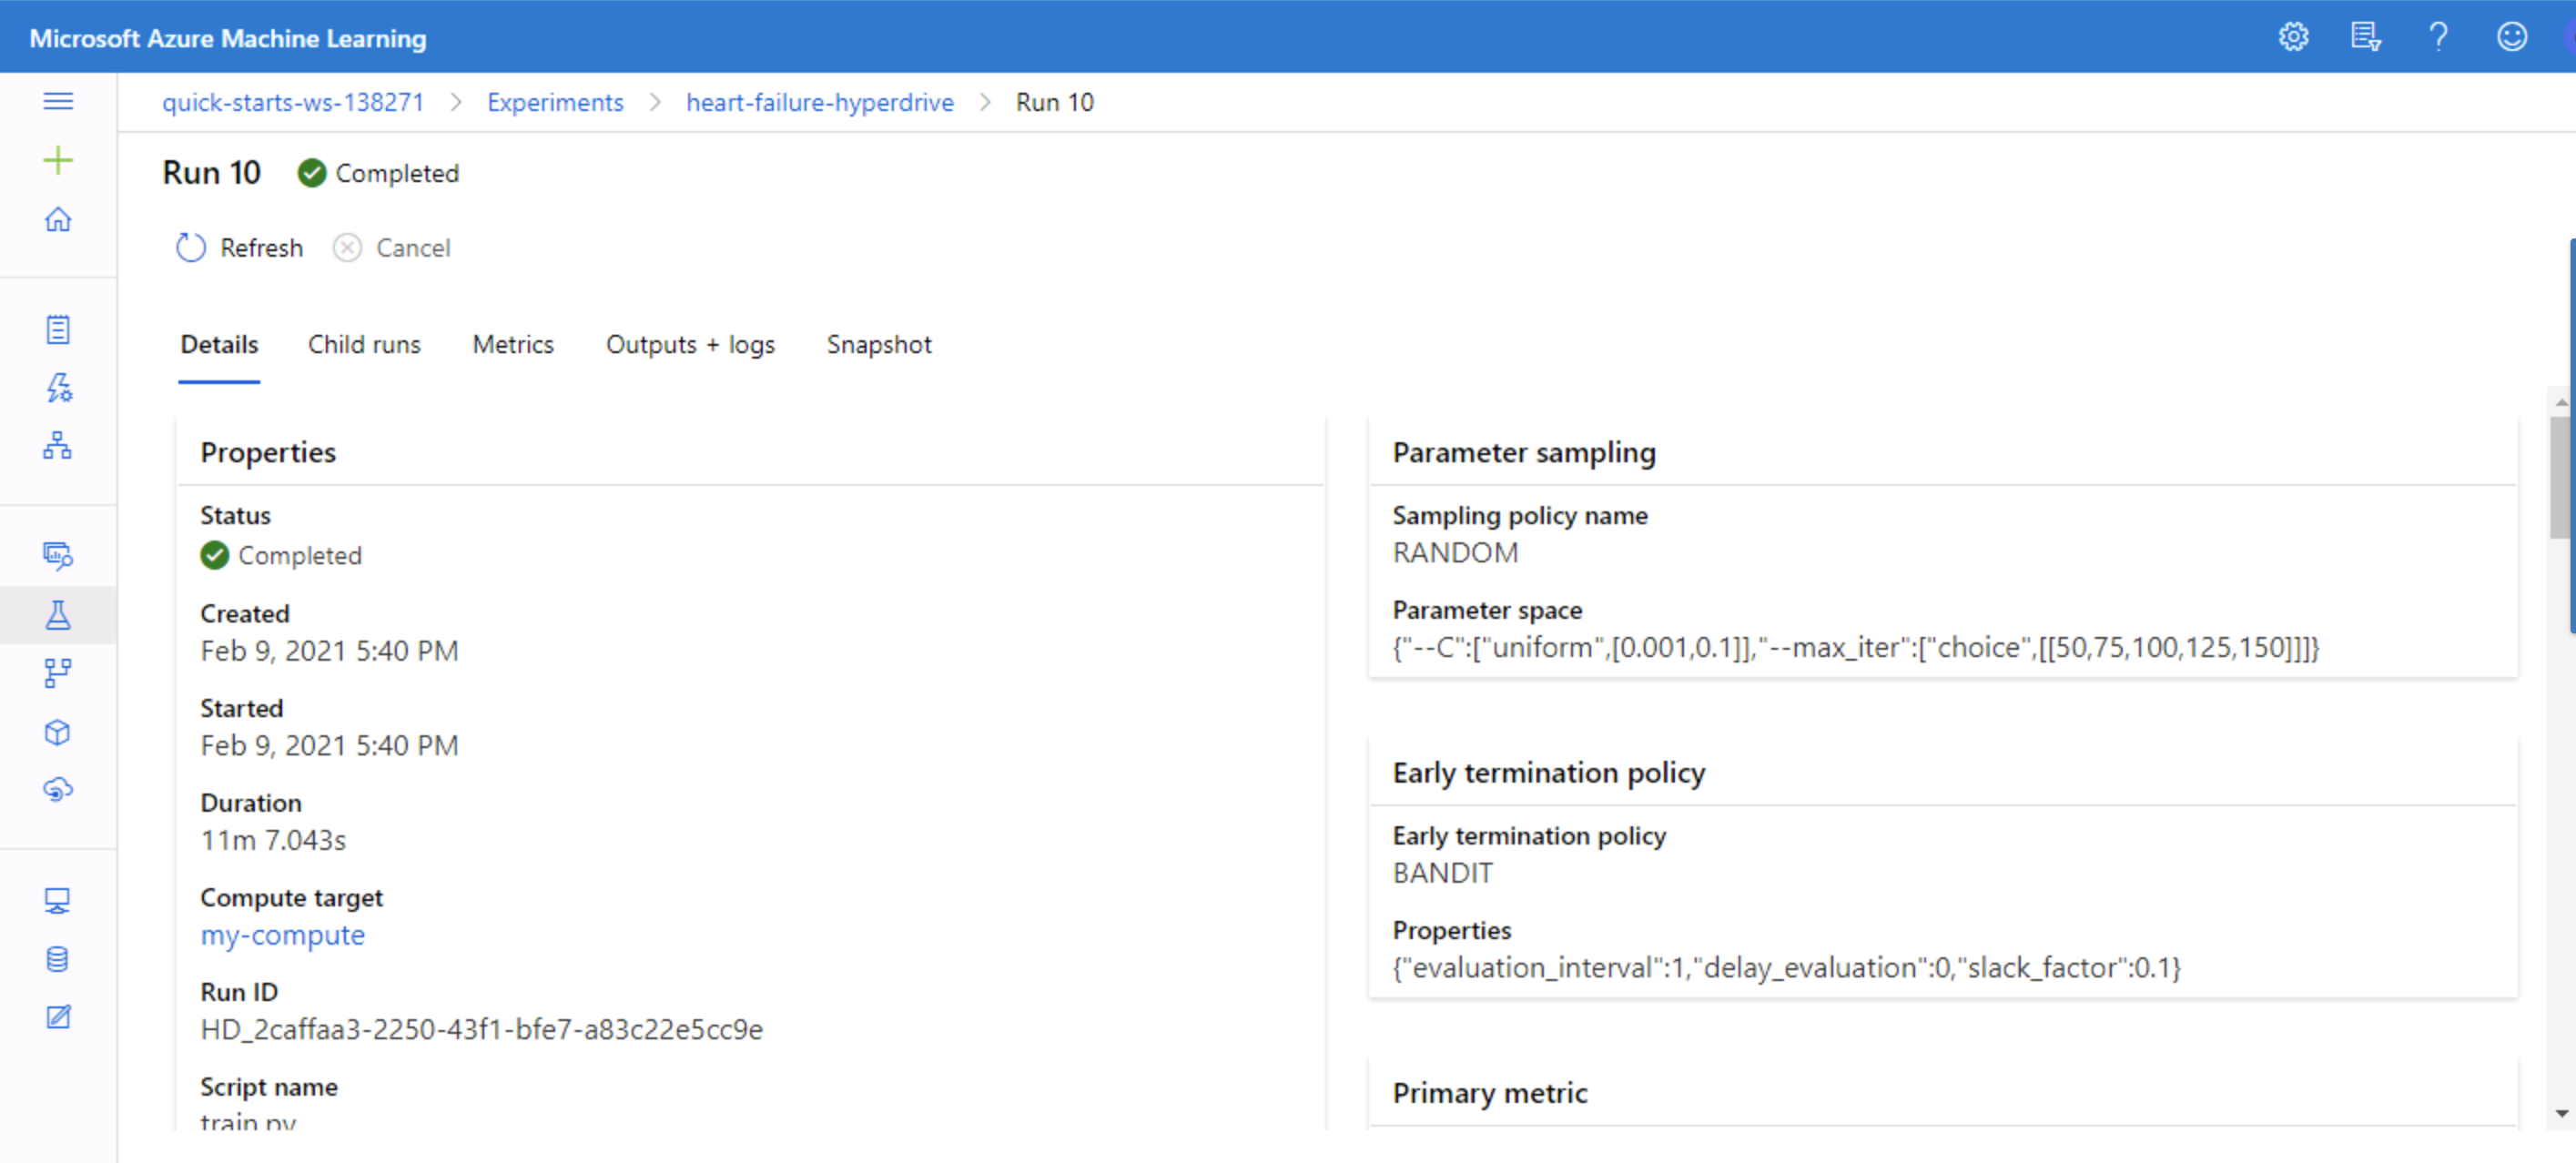 Microsoft Azure Machine Learning
quick-starts-ws-138271 > Experiments > heart-failure-hyperdrive > Run 10
Run 10 Completed
Refresh Cancel
Details Child runs Metrics Outputs + logs Snapshot
Properties
Status
Completed
Created
Feb 9, 2021 5:40 PM
Started
Feb 9, 2021 5:40 PM
Duration
11m 7.043s
Compute target
my-compute
Run ID
HD_2caffaa3-2250-43f1-bfe7-a83c22e5cc9e
Script name
train.py
Parameter sampling
Sampling policy name
RANDOM
Parameter space
{"--C":["uniform",[0.001,0.1]],"--max_iter":["choice",[[50,75,100,125,150]]]}
Early termination policy
Early termination policy
BANDIT
Properties
{"evaluation_interval":1,"delay_evaluation":0,"slack_factor":0.1}
Primary metric